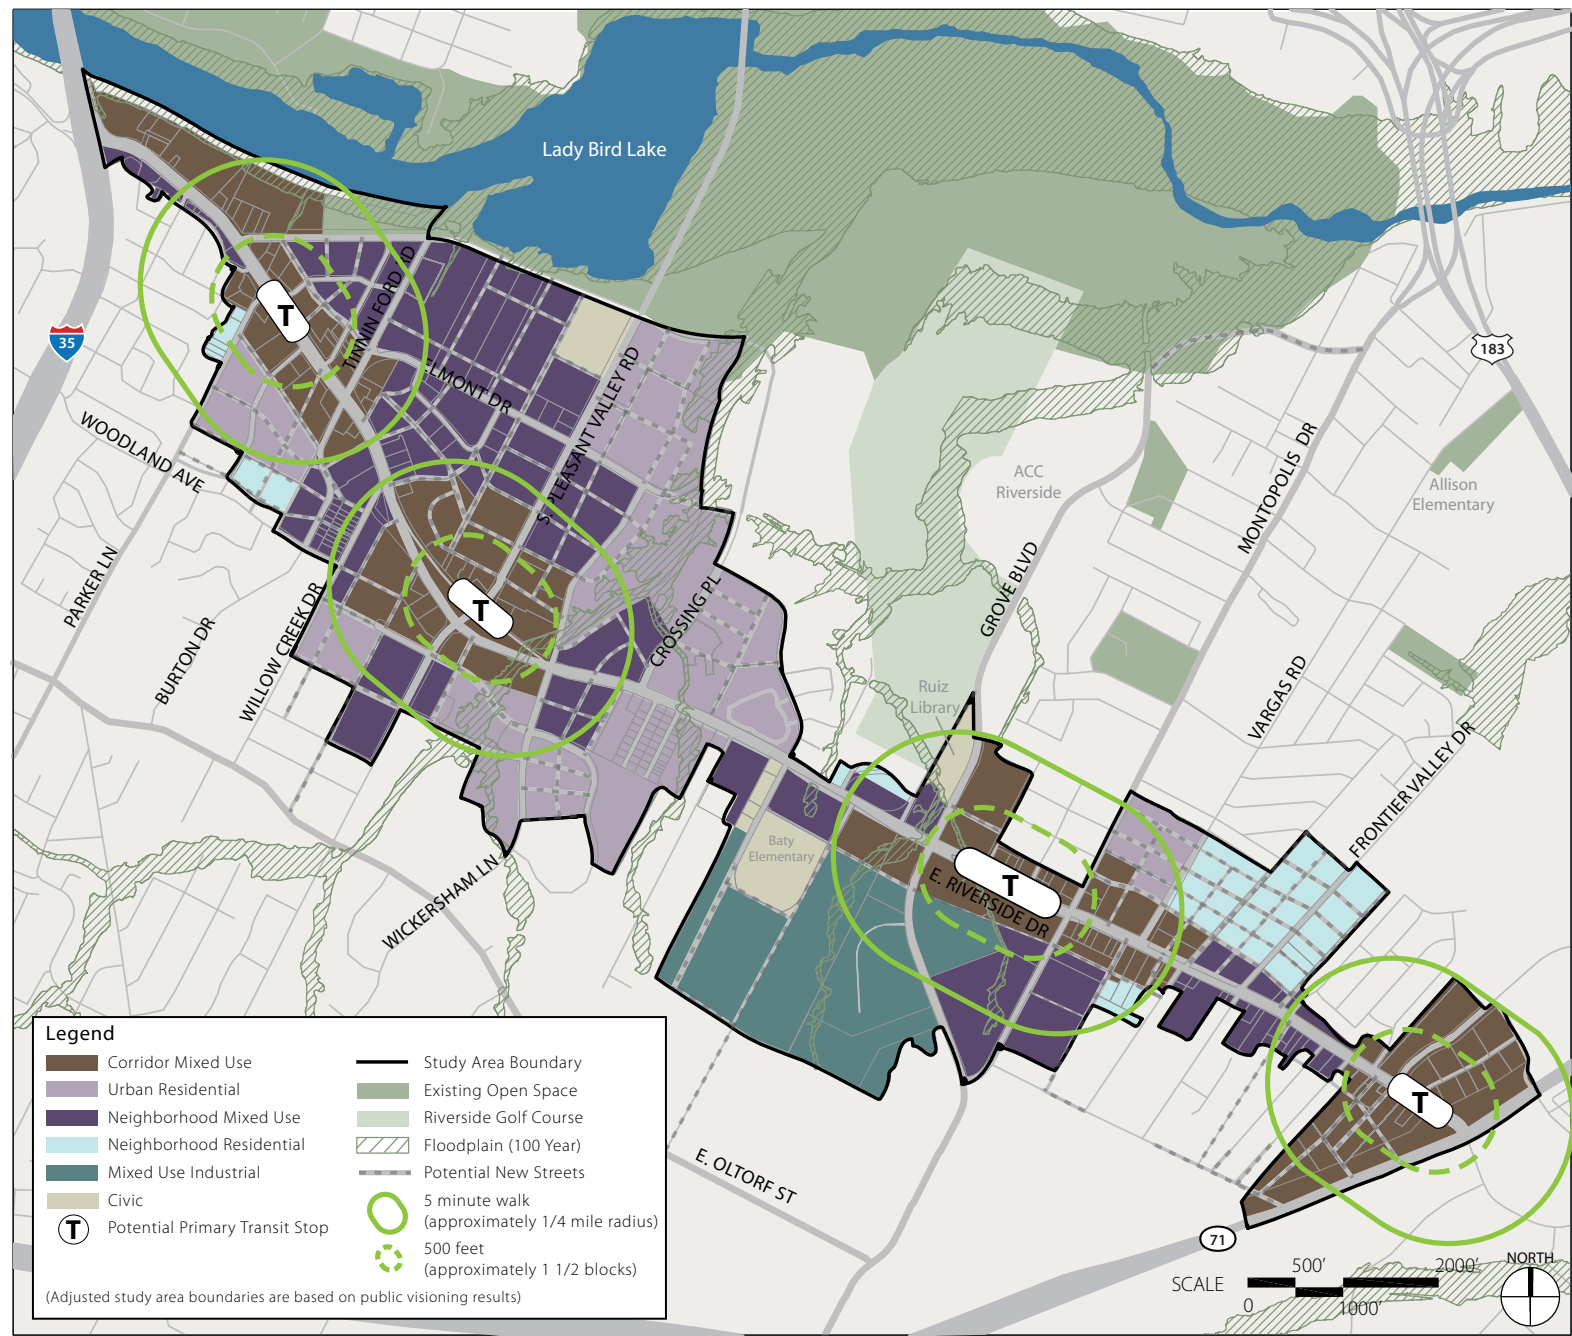 Lady Bird Lake
35
183
TINNIN FORD RD
ELMONT DR
S. PLEASANT VALLEY RD
WOODLAND AVE
PARKER LN
BURTON DR
WILLOW CREEK DR
CROSSING PL
WICKERSHAM LN
ACC
Riverside
GROVE BLVD
MONTOPOLIS DR
Allison
Elementary
VARGAS RD
FRONTIER VALLEY DR
Ruiz
Library
Baty
Elementary
E. RIVERSIDE DR
E. OLTORF ST
T
T
T
T
71
Legend
Corridor Mixed Use
Urban Residential
Neighborhood Mixed Use
Neighborhood Residential
Mixed Use Industrial
Civic
T Potential Primary Transit Stop
Study Area Boundary
Existing Open Space
Riverside Golf Course
Floodplain (100 Year)
Potential New Streets
5 minute walk
(approximately 1/4 mile radius)
500 feet
(approximately 1 1/2 blocks)
(Adjusted study area boundaries are based on public visioning results)
SCALE
0
500’
1000’
2000’
NORTH